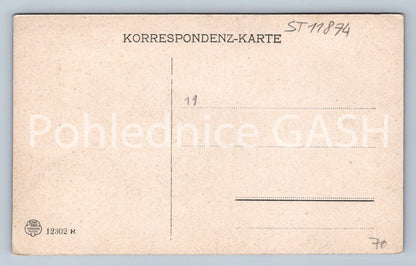 ST 11874
KORRESPONDENZ-KARTE
11
Pohlednice GASH
12302 R
70